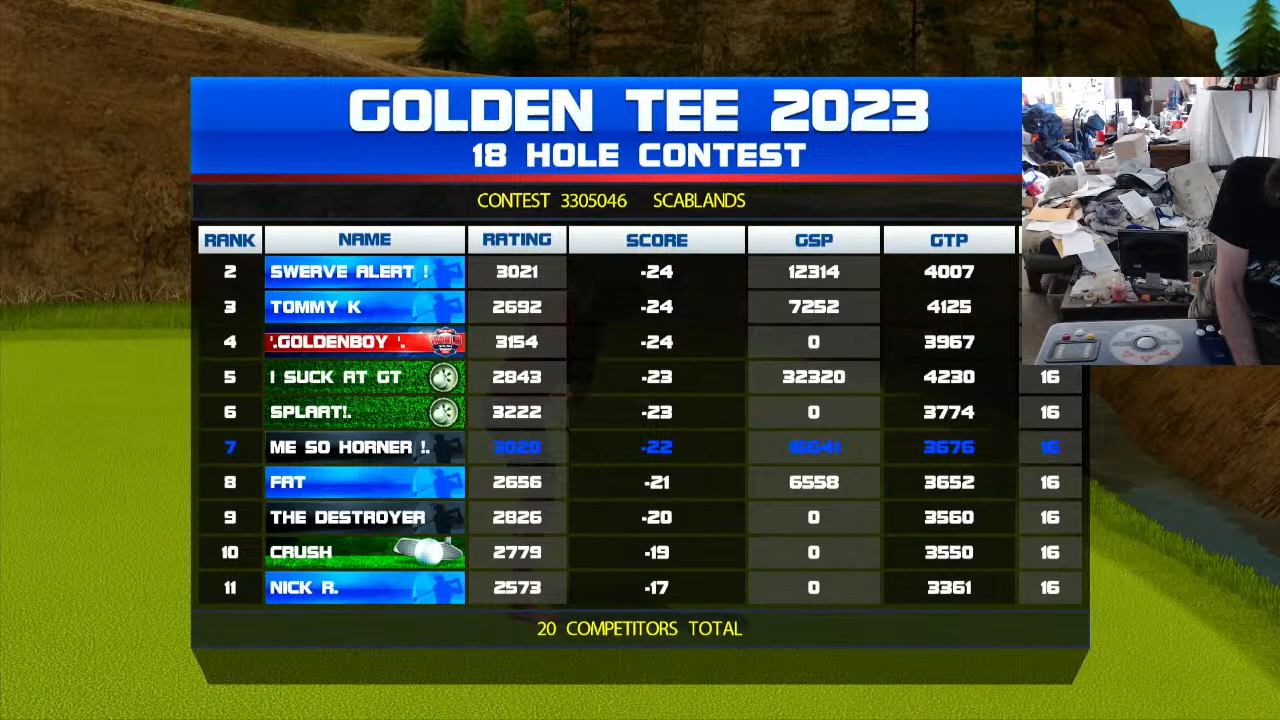 GOLDEN TEE 2023
18 HOLE CONTEST
CONTEST 3305046 SCABLANDS
RANK NAME RATING SCORE GSP GTP
2 SWERVE ALERT ! 3021 -24 12314 4007
3 TOMMY K 2692 -24 7252 4125
4 '.GOLDENBOY '. 3154 -24 0 3967
5 I SUCK AT GT 2843 -23 32320 4230 16
6 SPLAAT!. 3222 -23 0 3774 16
7 ME SO HORNER !. 3020 -22 15641 3676 16
8 FAT 2656 -21 6558 3652 16
9 THE DESTROYER 2826 -20 0 3560 16
10 CRUSH 2779 -19 0 3550 16
11 NICK R. 2573 -17 0 3361 16
20 COMPETITORS TOTAL